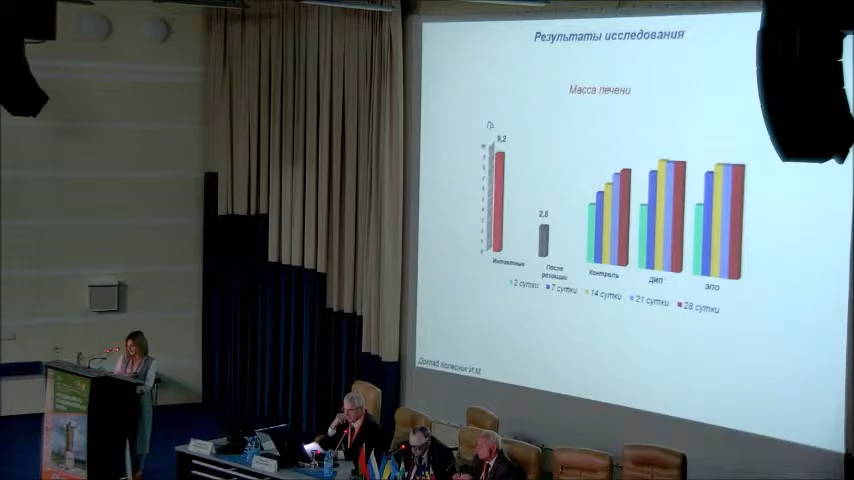 Результаты исследования
Масса печени
Гр.
9,2
2,8
Интактные
После
резекции
Контроль
ДИП
ЭПО
2 сутки 7 сутки 14 сутки 21 сутки 28 сутки
Доклад Колесник И.М.